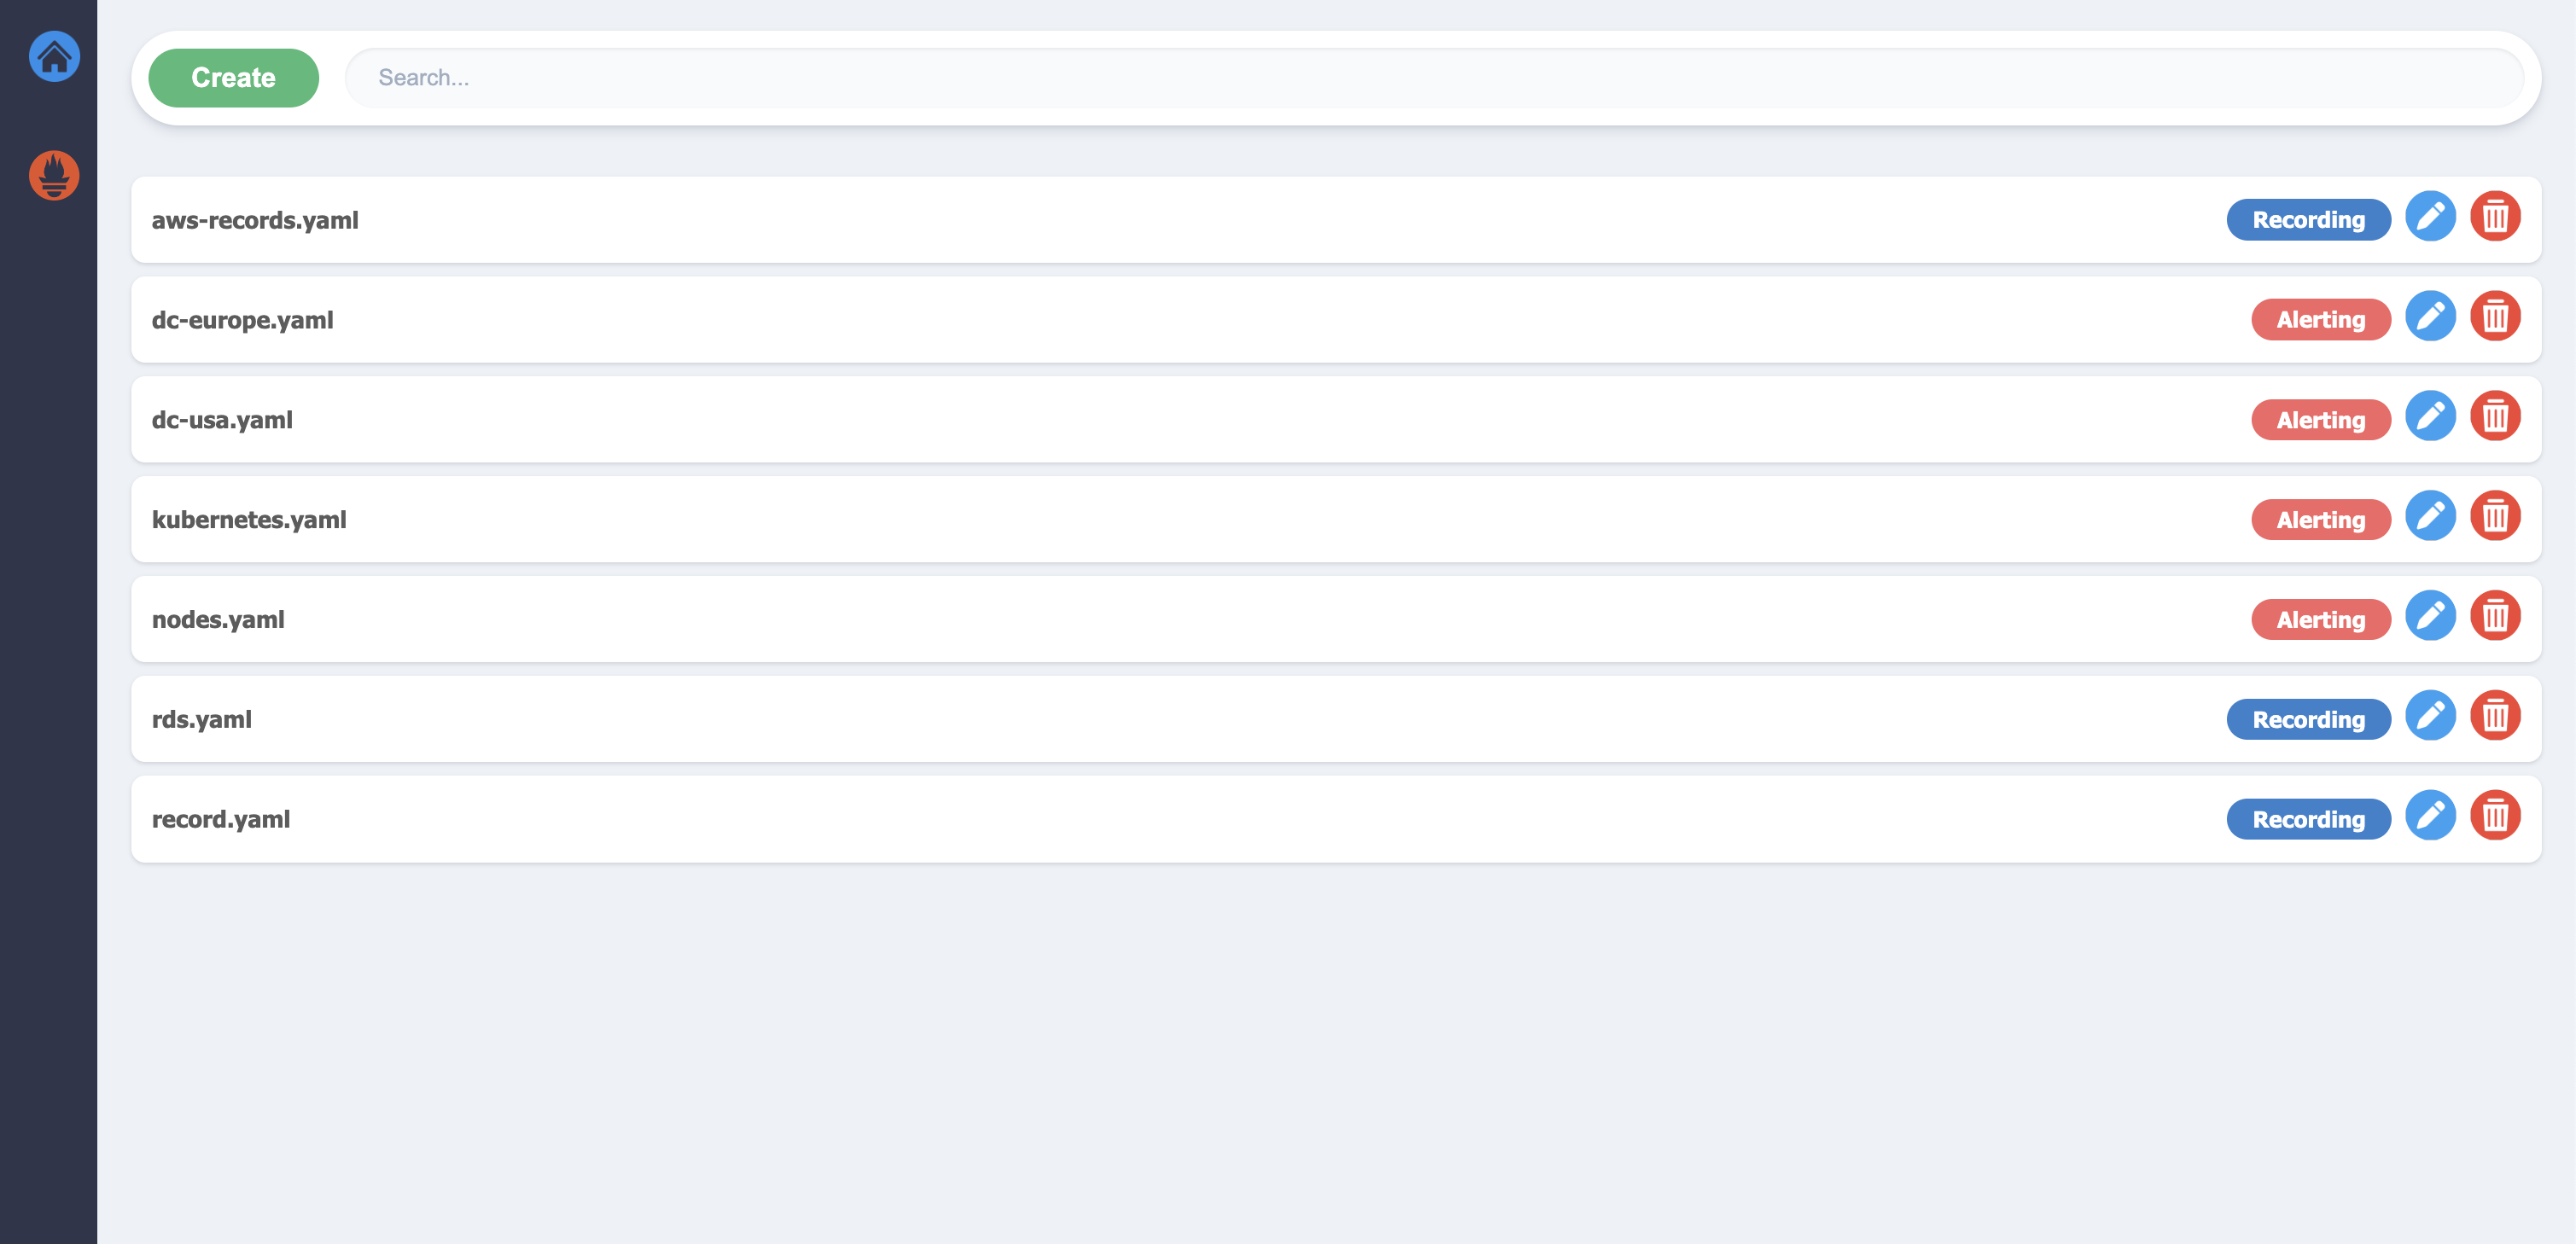 Create
Search...
aws-records.yaml
Recording
dc-europe.yaml
Alerting
dc-usa.yaml
Alerting
kubernetes.yaml
Alerting
nodes.yaml
Alerting
rds.yaml
Recording
record.yaml
Recording